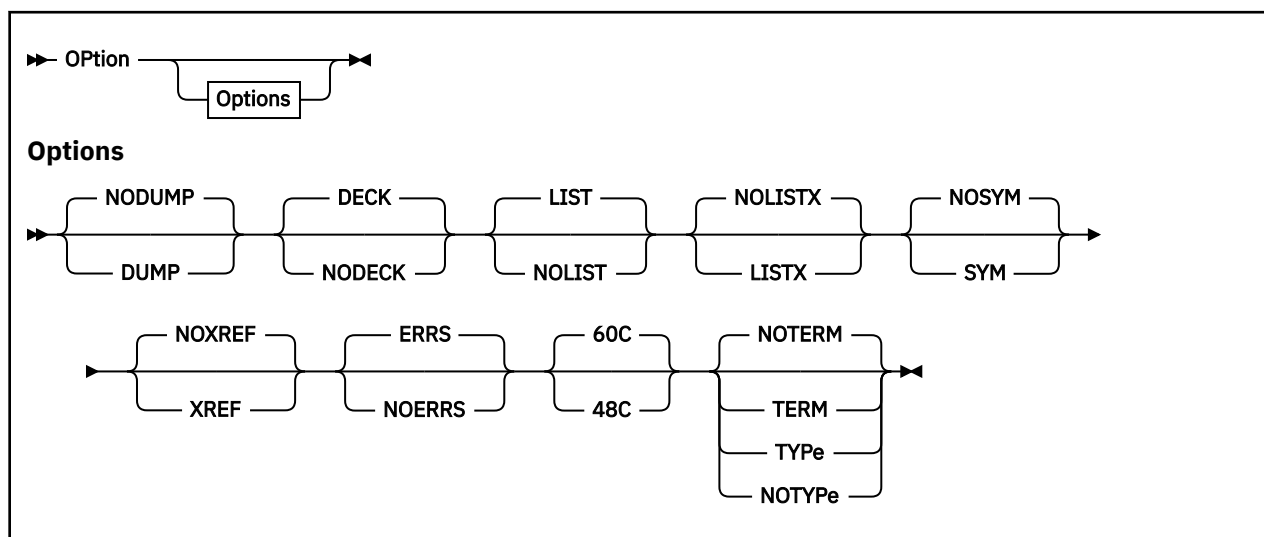 OPtion
Options
Options
NODUMP DECK LIST NOLISTX NOSYM
DUMP NODECK NOLIST LISTX SYM
NOXREF ERRS 60C NOTERM
XREF NOERRS 48C TERM
TYPe
NOTYPe